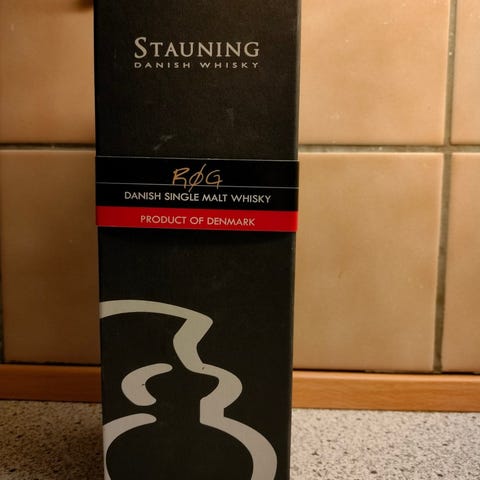 STAUNING
DANISH WHISKY
RØG
DANISH SINGLE MALT WHISKY
PRODUCT OF DENMARK